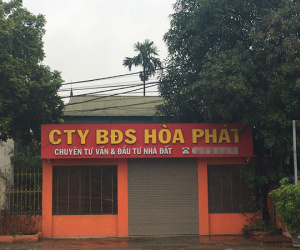 CTY BĐS HÒA PHÁT
CHUYÊN TƯ VẤN & ĐẦU TƯ NHÀ ĐẤT